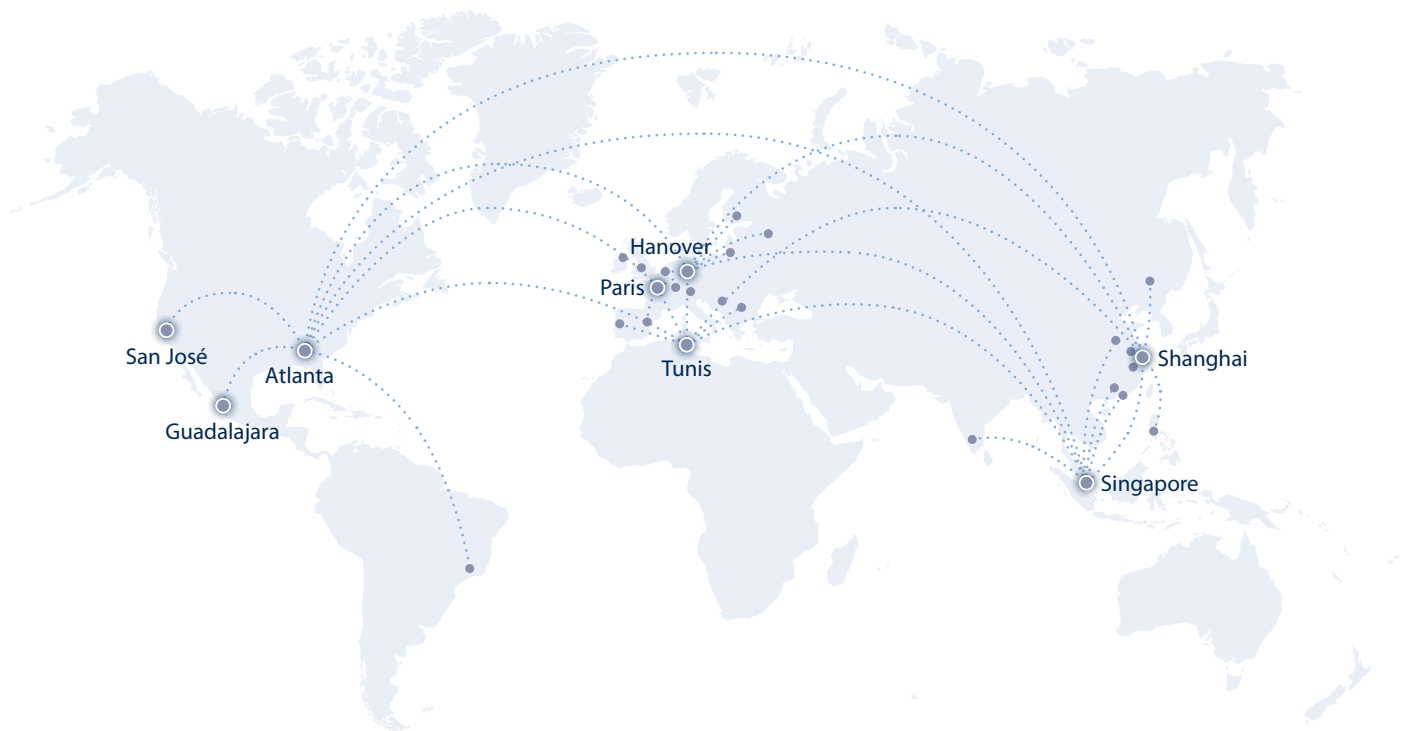 Hanover
Paris
San José
Atlanta
Tunis
Shanghai
Guadalajara
Singapore